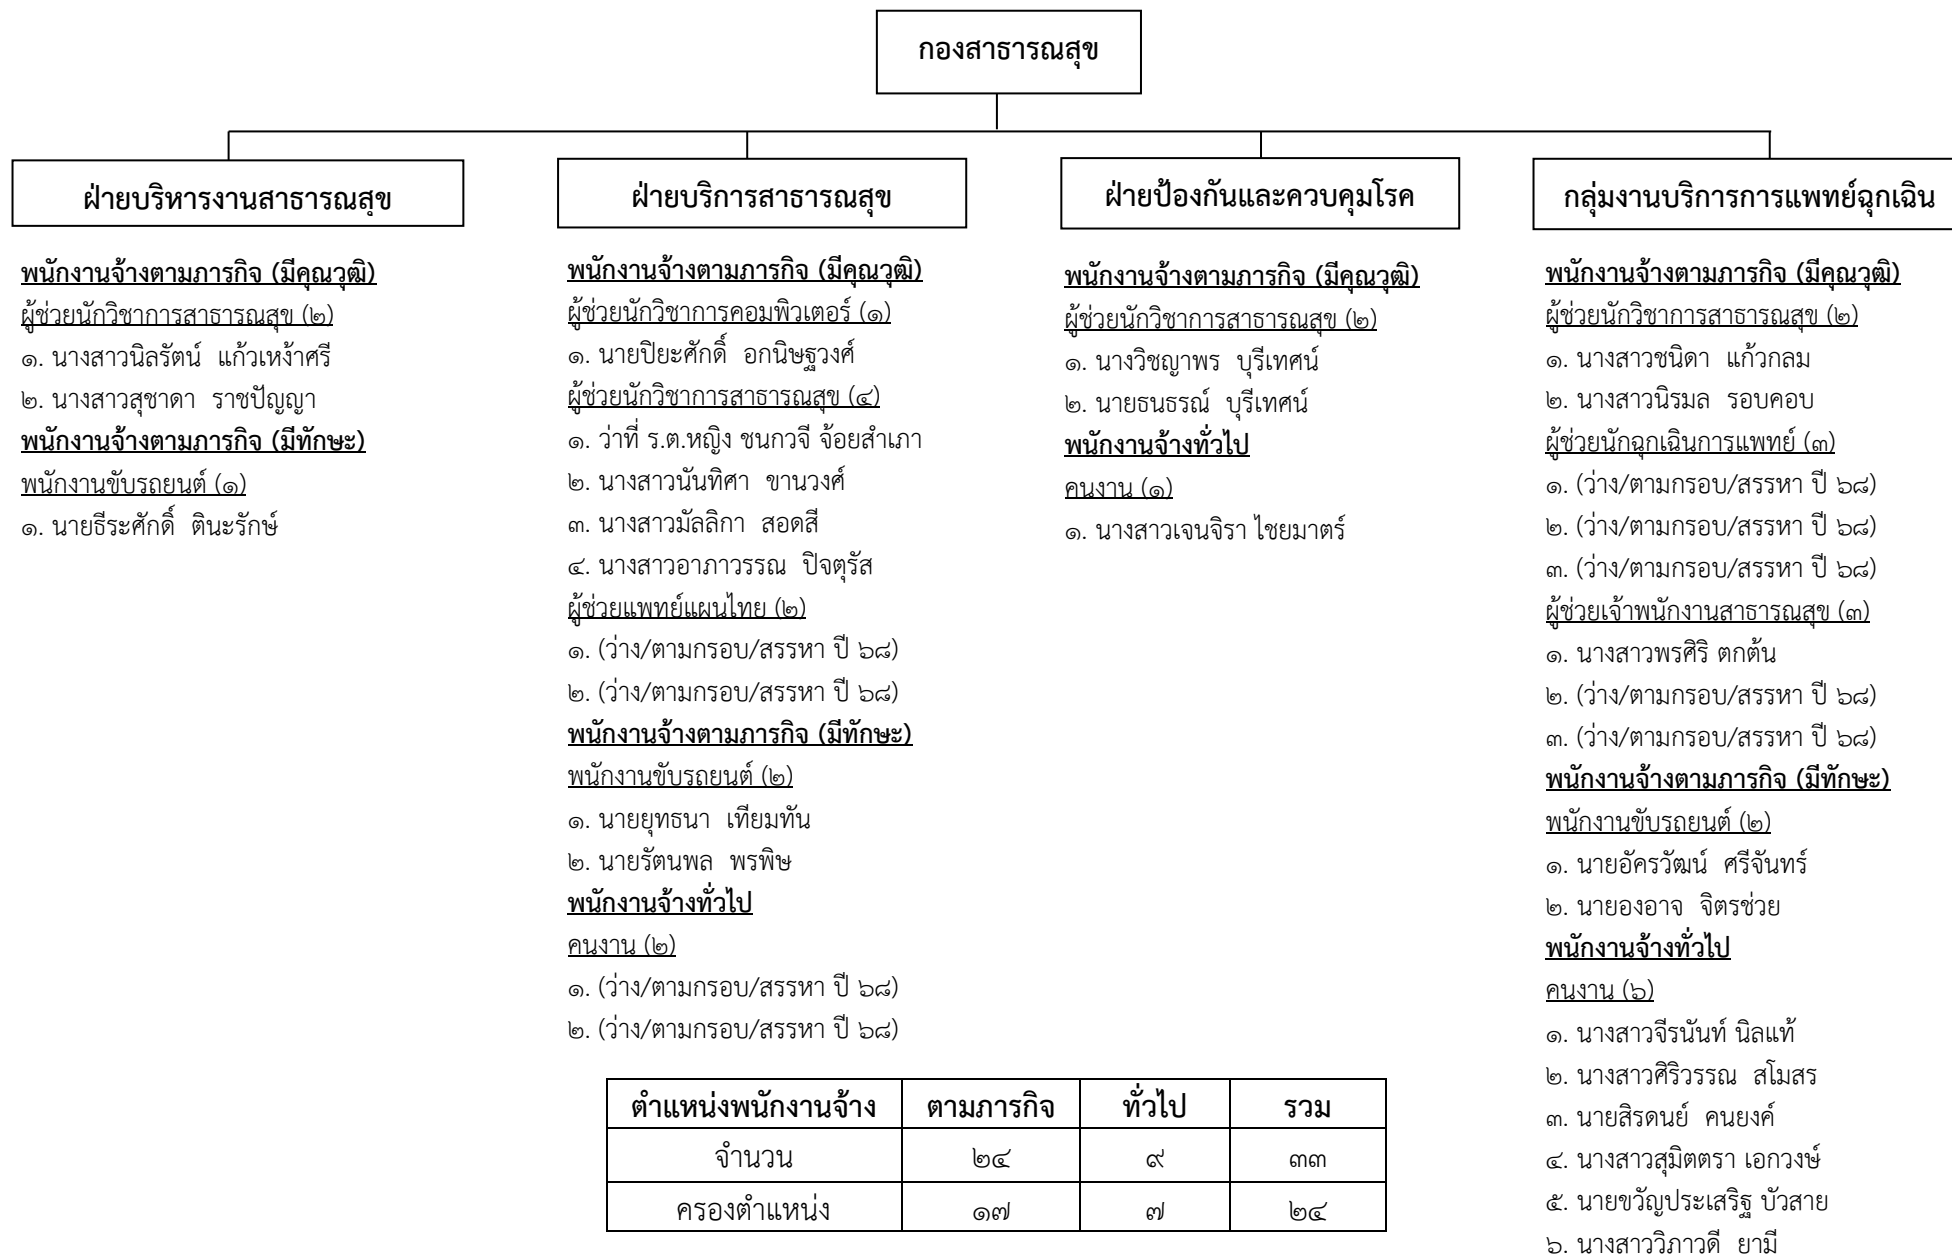 กองสาธารณสุข
ฝ่ายบริหารงานสาธารณสุข
พนักงานจ้างตามภารกิจ (มีคุณวุฒิ)
ผู้ช่วยนักวิชาการสาธารณสุข (๒)
๑. นางสาวนิลรัตน์ แก้วเหง้าศรี
๒. นางสาวสุชาดา ราชปัญญา
พนักงานจ้างตามภารกิจ (มีทักษะ)
พนักงานขับรถยนต์ (๑)
๑. นายธีระศักดิ์ ตินะรักษ์
ฝ่ายบริการสาธารณสุข
พนักงานจ้างตามภารกิจ (มีคุณวุฒิ)
ผู้ช่วยนักวิชาการคอมพิวเตอร์ (๑)
๑. นายปิยะศักดิ์ อกนิษฐวงศ์
ผู้ช่วยนักวิชาการสาธารณสุข (๔)
๑. ว่าที่ ร.ต.หญิง ชนกวจี จ้อยสำเภา
๒. นางสาวนันทิศา ขานวงศ์
๓. นางสาวมัลลิกา สอดสี
๔. นางสาวอาภาวรรณ ปิจตุรัส
ผู้ช่วยแพทย์แผนไทย (๒)
๑. (ว่าง/ตามกรอบ/สรรหา ปี ๖๘)
๒. (ว่าง/ตามกรอบ/สรรหา ปี ๖๘)
พนักงานจ้างตามภารกิจ (มีทักษะ)
พนักงานขับรถยนต์ (๒)
๑. นายยุทธนา เทียมทัน
๒. นายรัตนพล พรพิษ
พนักงานจ้างทั่วไป
คนงาน (๒)
๑. (ว่าง/ตามกรอบ/สรรหา ปี ๖๘)
๒. (ว่าง/ตามกรอบ/สรรหา ปี ๖๘)
ฝ่ายป้องกันและควบคุมโรค
พนักงานจ้างตามภารกิจ (มีคุณวุฒิ)
ผู้ช่วยนักวิชาการสาธารณสุข (๒)
๑. นางวิชญาพร บุรีเทศน์
๒. นายธนธรณ์ บุรีเทศน์
พนักงานจ้างทั่วไป
คนงาน (๑)
๑. นางสาวเจนจิรา ไชยมาตร์
กลุ่มงานบริการการแพทย์ฉุกเฉิน
พนักงานจ้างตามภารกิจ (มีคุณวุฒิ)
ผู้ช่วยนักวิชาการสาธารณสุข (๒)
๑. นางสาวชนิดา แก้วกลม
๒. นางสาวนิรมล รอบคอบ
ผู้ช่วยนักฉุกเฉินการแพทย์ (๓)
๑. (ว่าง/ตามกรอบ/สรรหา ปี ๖๘)
๒. (ว่าง/ตามกรอบ/สรรหา ปี ๖๘)
๓. (ว่าง/ตามกรอบ/สรรหา ปี ๖๘)
ผู้ช่วยเจ้าพนักงานสาธารณสุข (๓)
๑. นางสาวพรศิริ ตกต้น
๒. (ว่าง/ตามกรอบ/สรรหา ปี ๖๘)
๓. (ว่าง/ตามกรอบ/สรรหา ปี ๖๘)
พนักงานจ้างตามภารกิจ (มีทักษะ)
พนักงานขับรถยนต์ (๒)
๑. นายอัครวัฒน์ ศรีจันทร์
๒. นายองอาจ จิตรช่วย
พนักงานจ้างทั่วไป
คนงาน (๖)
๑. นางสาวจีรนันท์ นิลแท้
๒. นางสาวศิริวรรณ สโมสร
๓. นายสิรดนย์ คนยงค์
๔. นางสาวสุมิตตรา เอกวงษ์
๕. นายขวัญประเสริฐ บัวสาย
๖. นางสาววิภาวดี ยามี
ตำแหน่งพนักงานจ้าง ตามภารกิจ ทั่วไป รวม
จำนวน ๒๔ ๙ ๓๓
ครองตำแหน่ง ๑๗ ๗ ๒๔